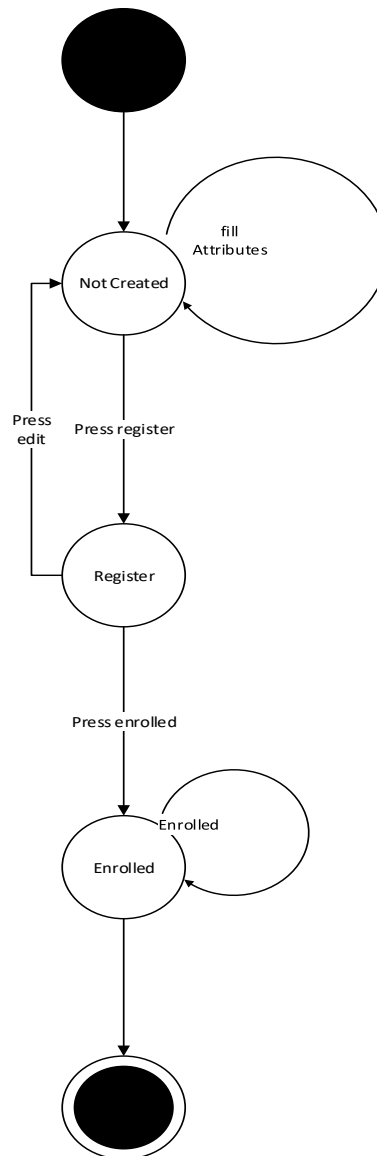 fill
Attributes
Not Created
Press
edit
Press register
Register
Press enrolled
Enrolled
Enrolled